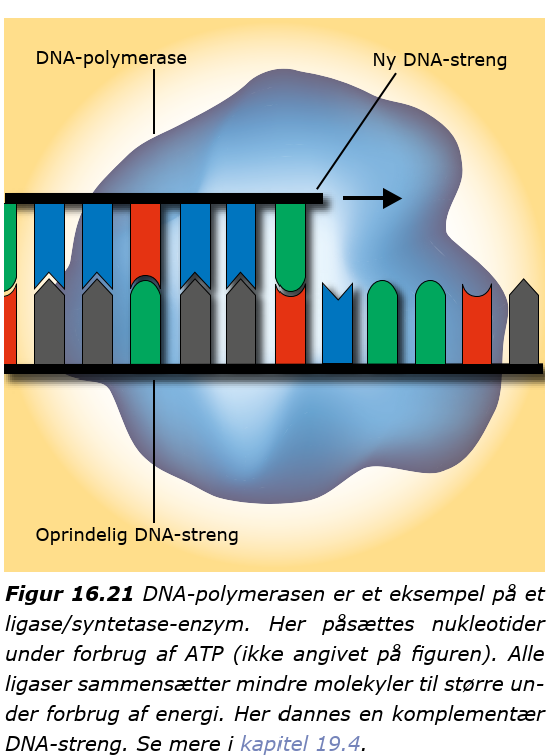 DNA-polymerase
Ny DNA-streng
Oprindelig DNA-streng
Figur 16.21 DNA-polymerasen er et eksempel på et
ligase/syntetase-enzym. Her påsættes nukleotider
under forbrug af ATP (ikke angivet på figuren). Alle
ligaser sammensætter mindre molekyler til større un-
der forbrug af energi. Her dannes en komplementær
DNA-streng. Se mere i kapitel 19.4.